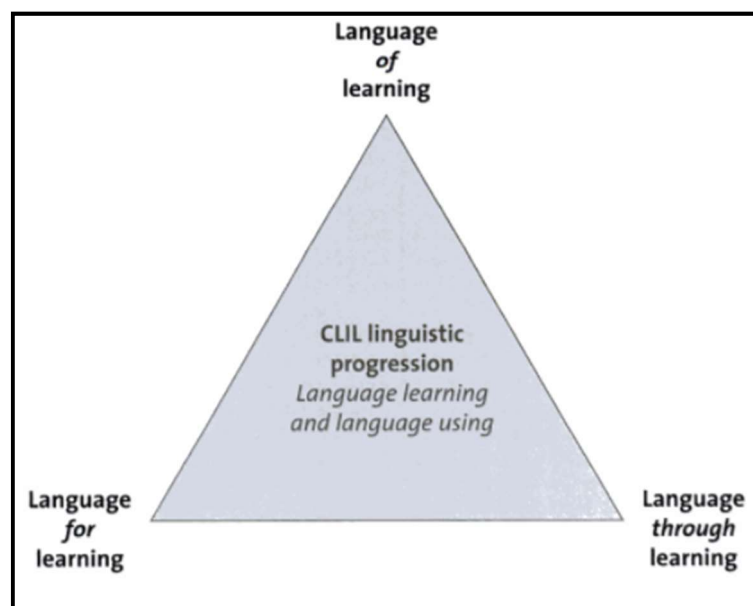 Language
of
learning
CLIL linguistic
progression
Language learning
and language using
Language
for
learning
Language
through
learning